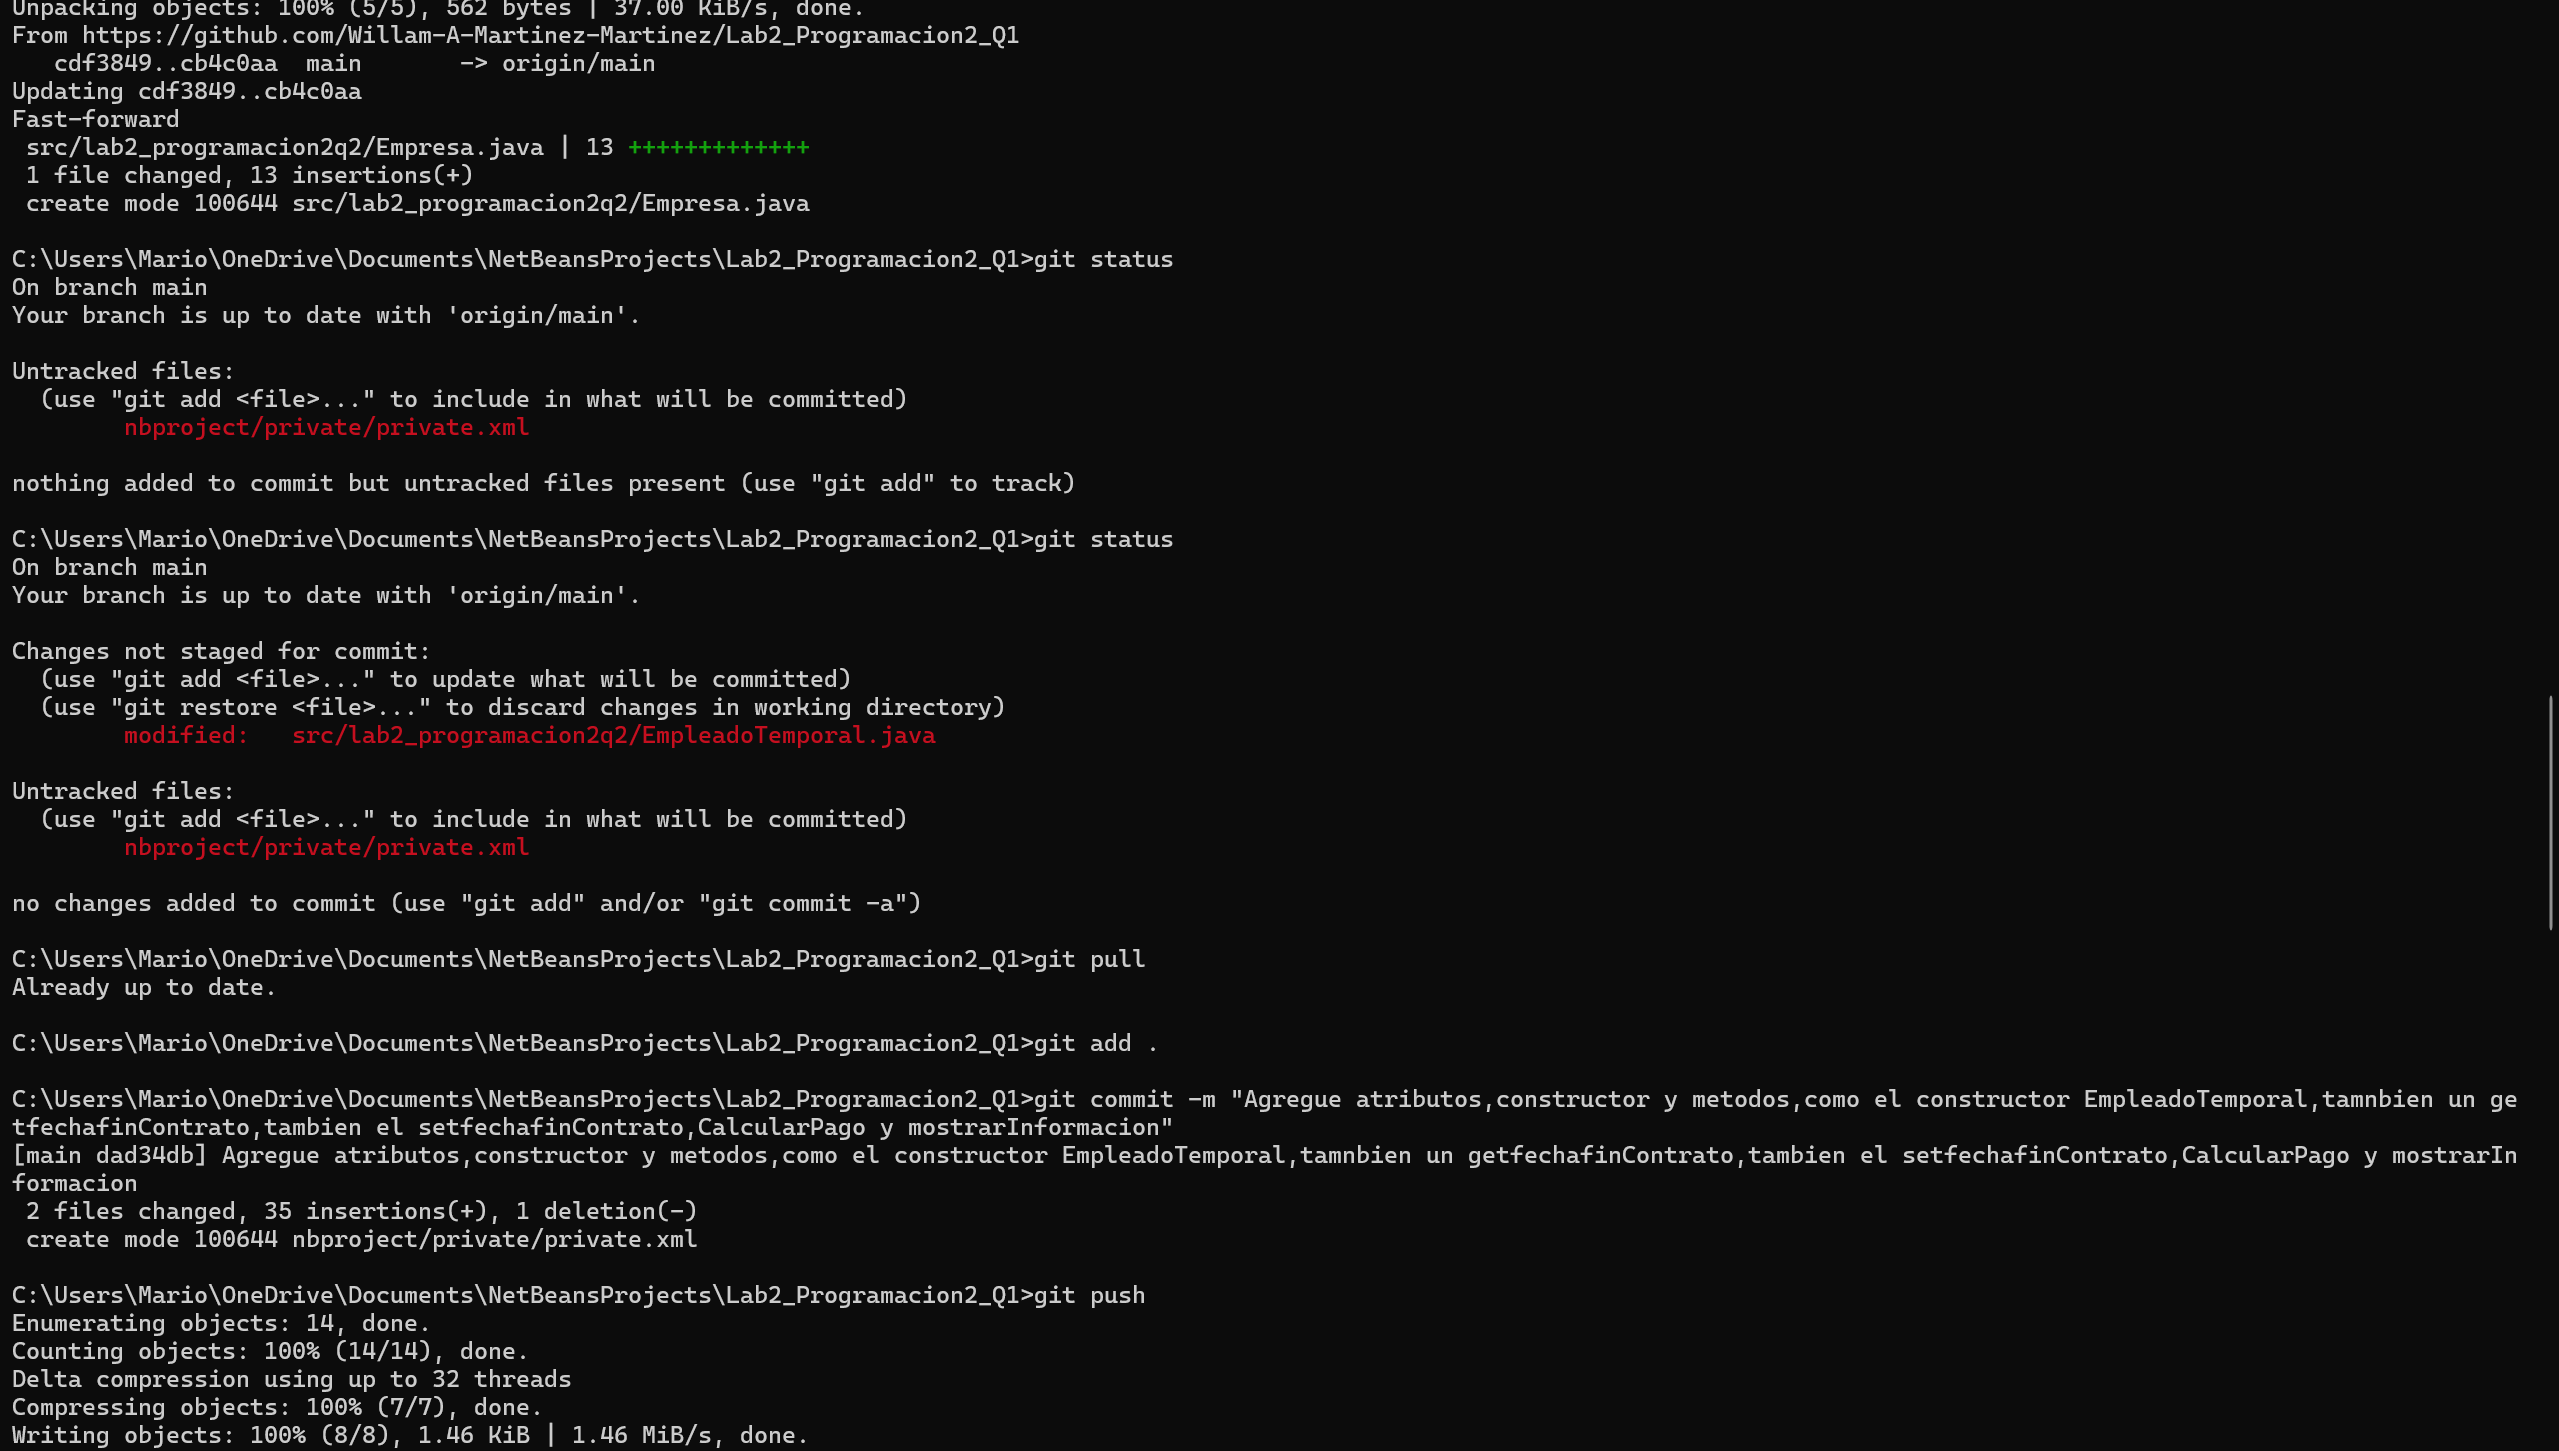 Unpacking objects: 100% (5/5), 562 bytes | 37.00 KiB/s, done.
From https://github.com/Willam-A-Martinez-Martinez/Lab2_Programacion2_Q1
   cdf3849..cb4c0aa  main       -> origin/main
Updating cdf3849..cb4c0aa
Fast-forward
 src/lab2_programacion2q2/Empresa.java | 13 +++++++++++++
 1 file changed, 13 insertions(+)
 create mode 100644 src/lab2_programacion2q2/Empresa.java
C:\Users\Mario\OneDrive\Documents\NetBeansProjects\Lab2_Programacion2_Q1>git status
On branch main
Your branch is up to date with 'origin/main'.
Untracked files:
  (use "git add <file>..." to include in what will be committed)
        nbproject/private/private.xml
nothing added to commit but untracked files present (use "git add" to track)
C:\Users\Mario\OneDrive\Documents\NetBeansProjects\Lab2_Programacion2_Q1>git status
On branch main
Your branch is up to date with 'origin/main'.
Changes not staged for commit:
  (use "git add <file>..." to update what will be committed)
  (use "git restore <file>..." to discard changes in working directory)
        modified:   src/lab2_programacion2q2/EmpleadoTemporal.java
Untracked files:
  (use "git add <file>..." to include in what will be committed)
        nbproject/private/private.xml
no changes added to commit (use "git add" and/or "git commit -a")
C:\Users\Mario\OneDrive\Documents\NetBeansProjects\Lab2_Programacion2_Q1>git pull
Already up to date.
C:\Users\Mario\OneDrive\Documents\NetBeansProjects\Lab2_Programacion2_Q1>git add .
C:\Users\Mario\OneDrive\Documents\NetBeansProjects\Lab2_Programacion2_Q1>git commit -m "Agregue atributos,constructor y metodos,como el constructor EmpleadoTemporal,tamnbien un ge
tfechafinContrato,tambien el setfechafinContrato,CalcularPago y mostrarInformacion"
[main dad34db] Agregue atributos,constructor y metodos,como el constructor EmpleadoTemporal,tamnbien un getfechafinContrato,tambien el setfechafinContrato,CalcularPago y mostrarIn
formacion
 2 files changed, 35 insertions(+), 1 deletion(-)
 create mode 100644 nbproject/private/private.xml
C:\Users\Mario\OneDrive\Documents\NetBeansProjects\Lab2_Programacion2_Q1>git push
Enumerating objects: 14, done.
Counting objects: 100% (14/14), done.
Delta compression using up to 32 threads
Compressing objects: 100% (7/7), done.
Writing objects: 100% (8/8), 1.46 KiB | 1.46 MiB/s, done.